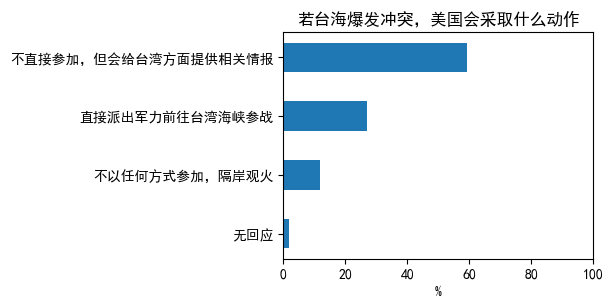 若台海爆发冲突，美国会采取什么动作
不直接参加，但会给台湾方面提供相关情报
直接派出军力前往台湾海峡参战
不以任何方式参加，隔岸观火
无回应
0 20 40 60 80 100
%